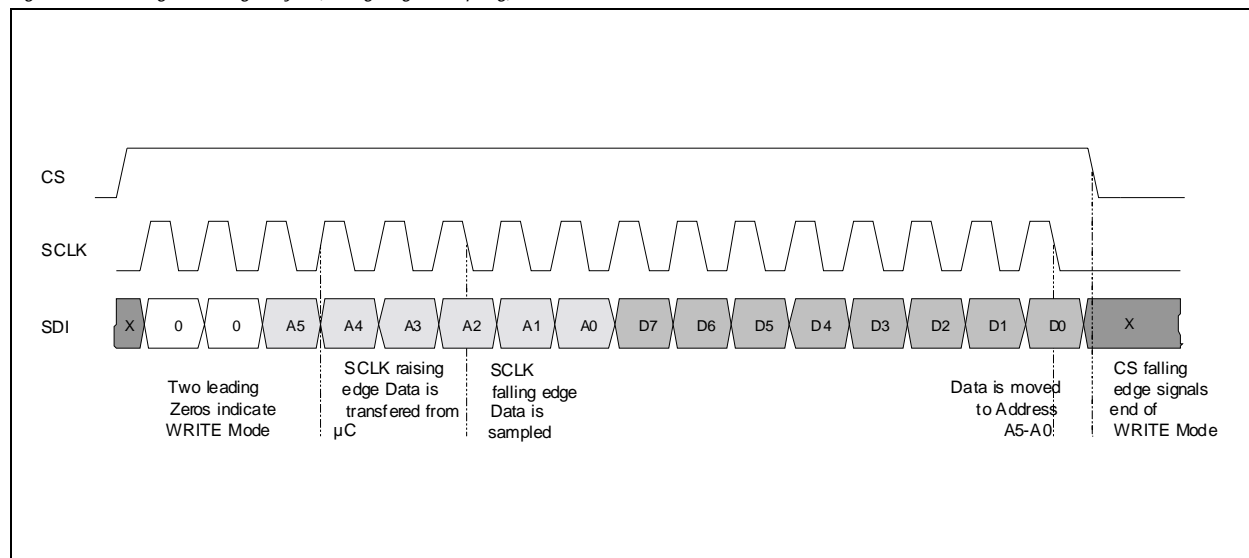 CS
SCLK
SDI
X 0 0 A5 A4 A3 A2 A1 A0 D7 D6 D5 D4 D3 D2 D1 D0 X
Two leading
Zeros indicate
WRITE Mode
SCLK raising
edge Data is
transfered from
µC
SCLK
falling edge
Data is
sampled
Data is moved
to Address
A5-A0
CS falling
edge signals
end of
WRITE Mode